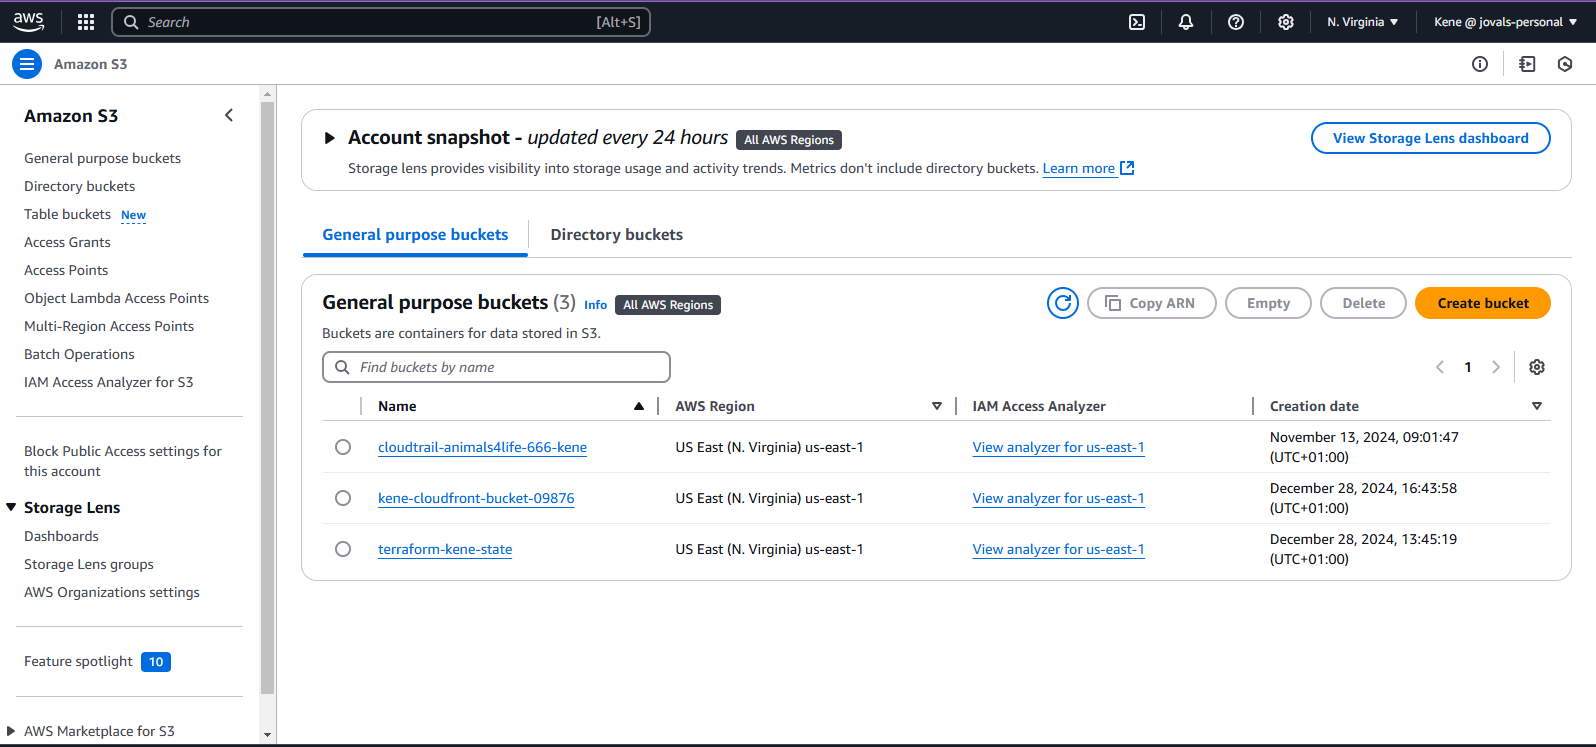 aws
Search [Alt+S]
N. Virginia
Kene @ jovals-personal
Amazon S3
Amazon S3
General purpose buckets
Directory buckets
Table buckets New
Access Grants
Access Points
Object Lambda Access Points
Multi-Region Access Points
Batch Operations
IAM Access Analyzer for S3
Block Public Access settings for
this account
Storage Lens
Dashboards
Storage Lens groups
AWS Organizations settings
Feature spotlight 10
AWS Marketplace for S3
Account snapshot - updated every 24 hours All AWS Regions
View Storage Lens dashboard
Storage lens provides visibility into storage usage and activity trends. Metrics don't include directory buckets. Learn more
General purpose buckets
Directory buckets
General purpose buckets (3) Info All AWS Regions
Copy ARN
Empty
Delete
Create bucket
Buckets are containers for data stored in S3.
Find buckets by name
1
Name AWS Region IAM Access Analyzer Creation date
cloudtrail-animals4life-666-kene US East (N. Virginia) us-east-1 View analyzer for us-east-1 November 13, 2024, 09:01:47
(UTC+01:00)
kene-cloudfront-bucket-09876 US East (N. Virginia) us-east-1 View analyzer for us-east-1 December 28, 2024, 16:43:58
(UTC+01:00)
terraform-kene-state US East (N. Virginia) us-east-1 View analyzer for us-east-1 December 28, 2024, 13:45:19
(UTC+01:00)